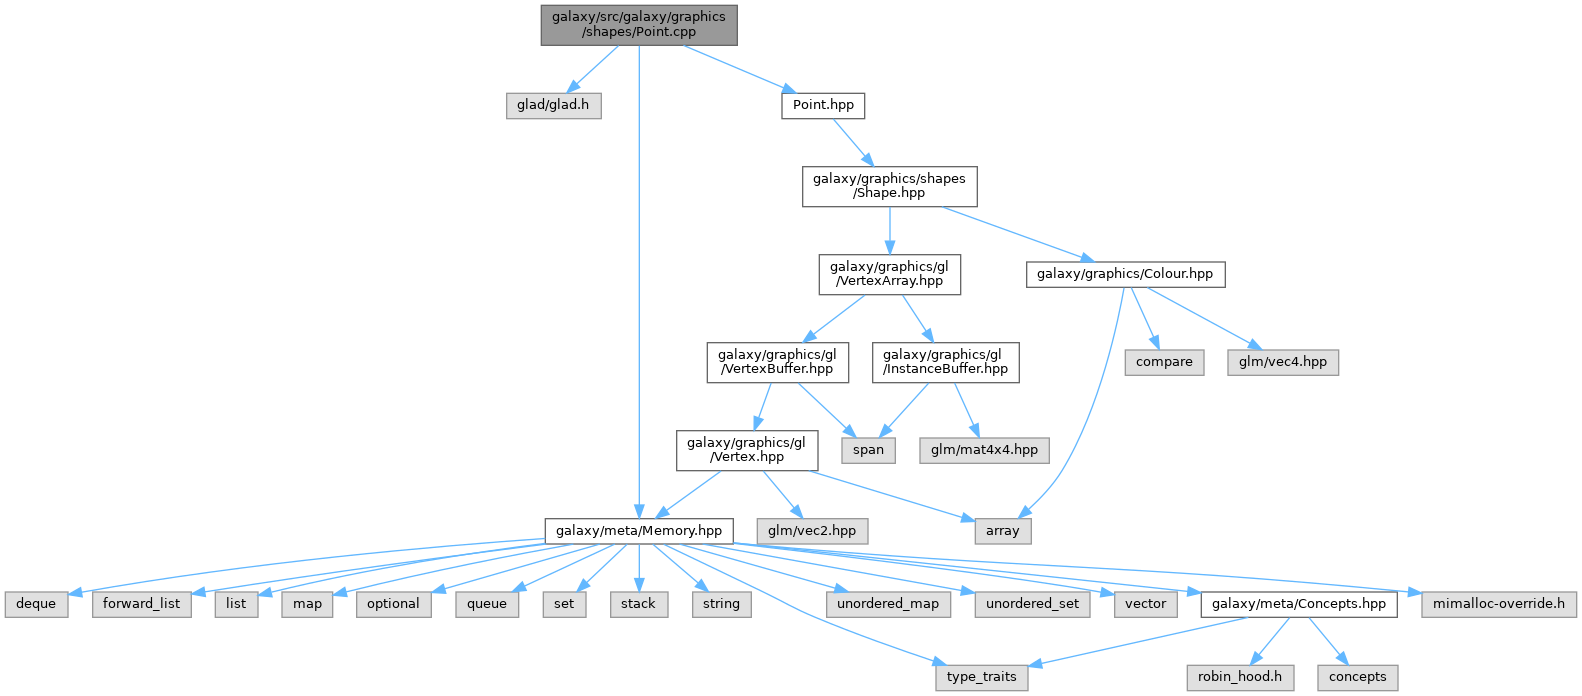 galaxy/src/galaxy/graphics
/shapes/Point.cpp
glad/glad.h
Point.hpp
galaxy/graphics/shapes
/Shape.hpp
galaxy/graphics/gl
/VertexArray.hpp
galaxy/graphics/Colour.hpp
galaxy/graphics/gl
/VertexBuffer.hpp
galaxy/graphics/gl
/InstanceBuffer.hpp
compare
glm/vec4.hpp
galaxy/graphics/gl
/Vertex.hpp
span
glm/mat4x4.hpp
galaxy/meta/Memory.hpp
glm/vec2.hpp
array
deque
forward_list
list
map
optional
queue
set
stack
string
unordered_map
unordered_set
vector
galaxy/meta/Concepts.hpp
mimalloc-override.h
type_traits
robin_hood.h
concepts